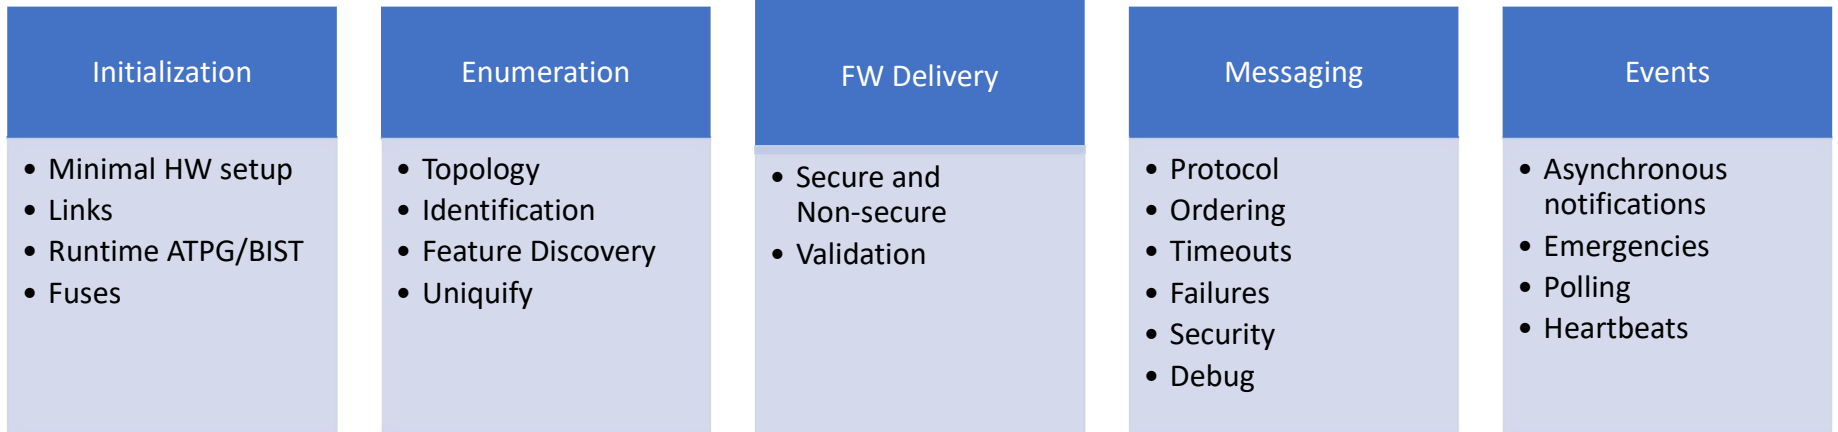 Initialization
• Minimal HW setup
• Links
• Runtime ATPG/BIST
• Fuses
Enumeration
• Topology
• Identification
• Feature Discovery
• Uniquify
FW Delivery
• Secure and
Non-secure
• Validation
Messaging
• Protocol
• Ordering
• Timeouts
• Failures
• Security
• Debug
Events
• Asynchronous
notifications
• Emergencies
• Polling
• Heartbeats